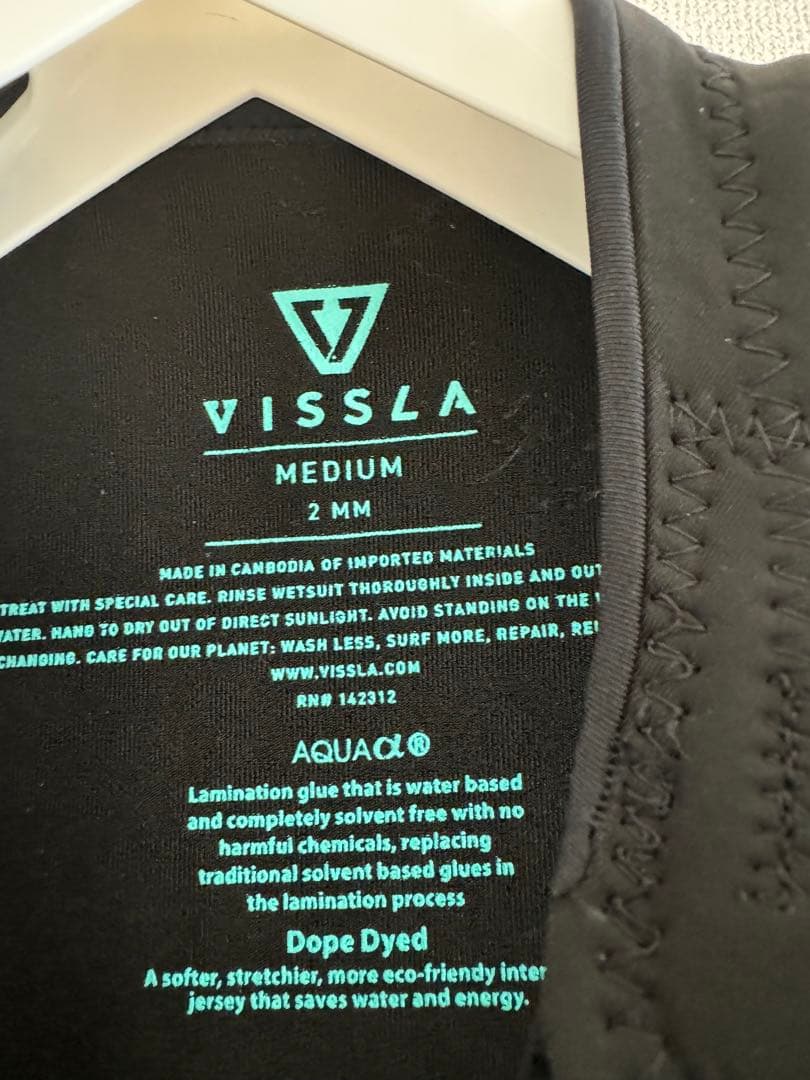 VISSLA
MEDIUM
2 MM
MADE IN CAMBODIA OF IMPORTED MATERIALS
TREAT WITH SPECIAL CARE. RINSE WETSUIT THOROUGHLY INSIDE AND OUT
HANG TO DRY OUT OF DIRECT SUNLIGHT. AVOID STANDING ON THE
CHANGING. CARE FOR OUR PLANET: WASH LESS, SURF MORE, REPAIR,
WWW.VISSLA.COM
RN# 142312
AQUAα®
Lamination glue that is water based
and completely solvent free with no
harmful chemicals, replacing
traditional solvent based glues in
the lamination process
Dope Dyed
A softer, stretchier, more eco-friendly
jersey that saves water and energy.